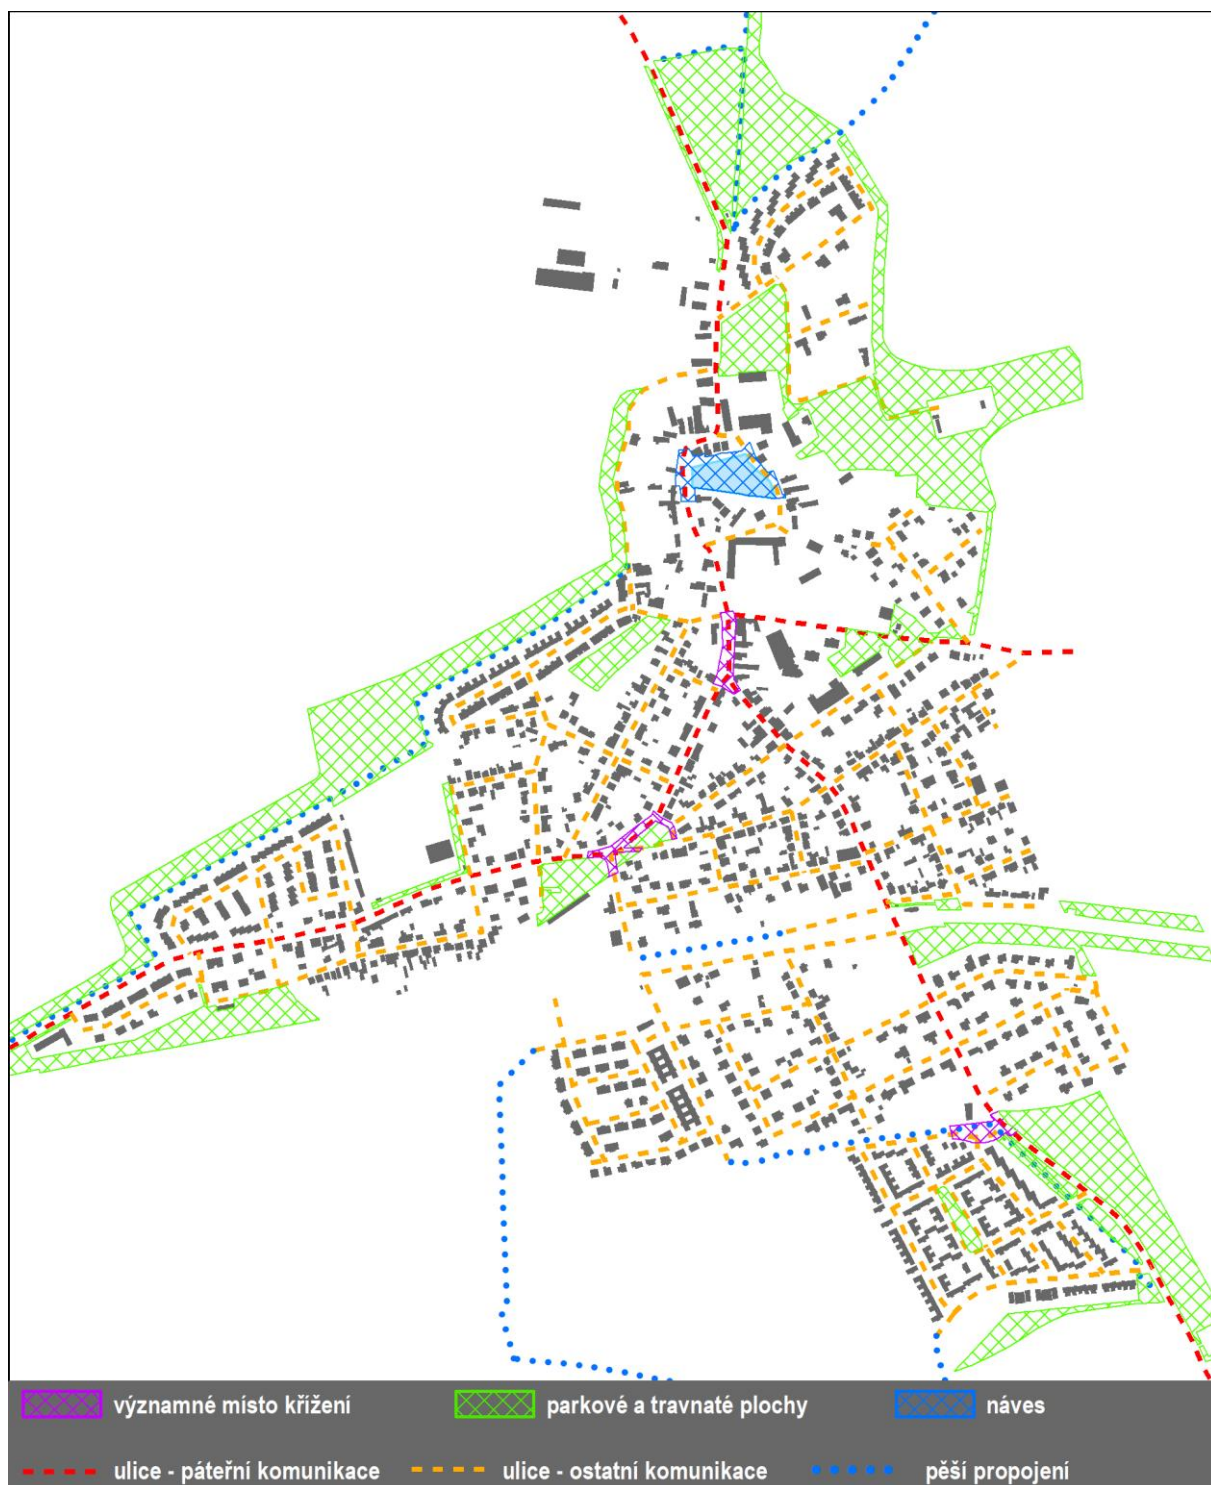 významné místo křížení parkové a travnaté plochy náves
ulice - páteřní komunikace ulice - ostatní komunikace pěší propojení